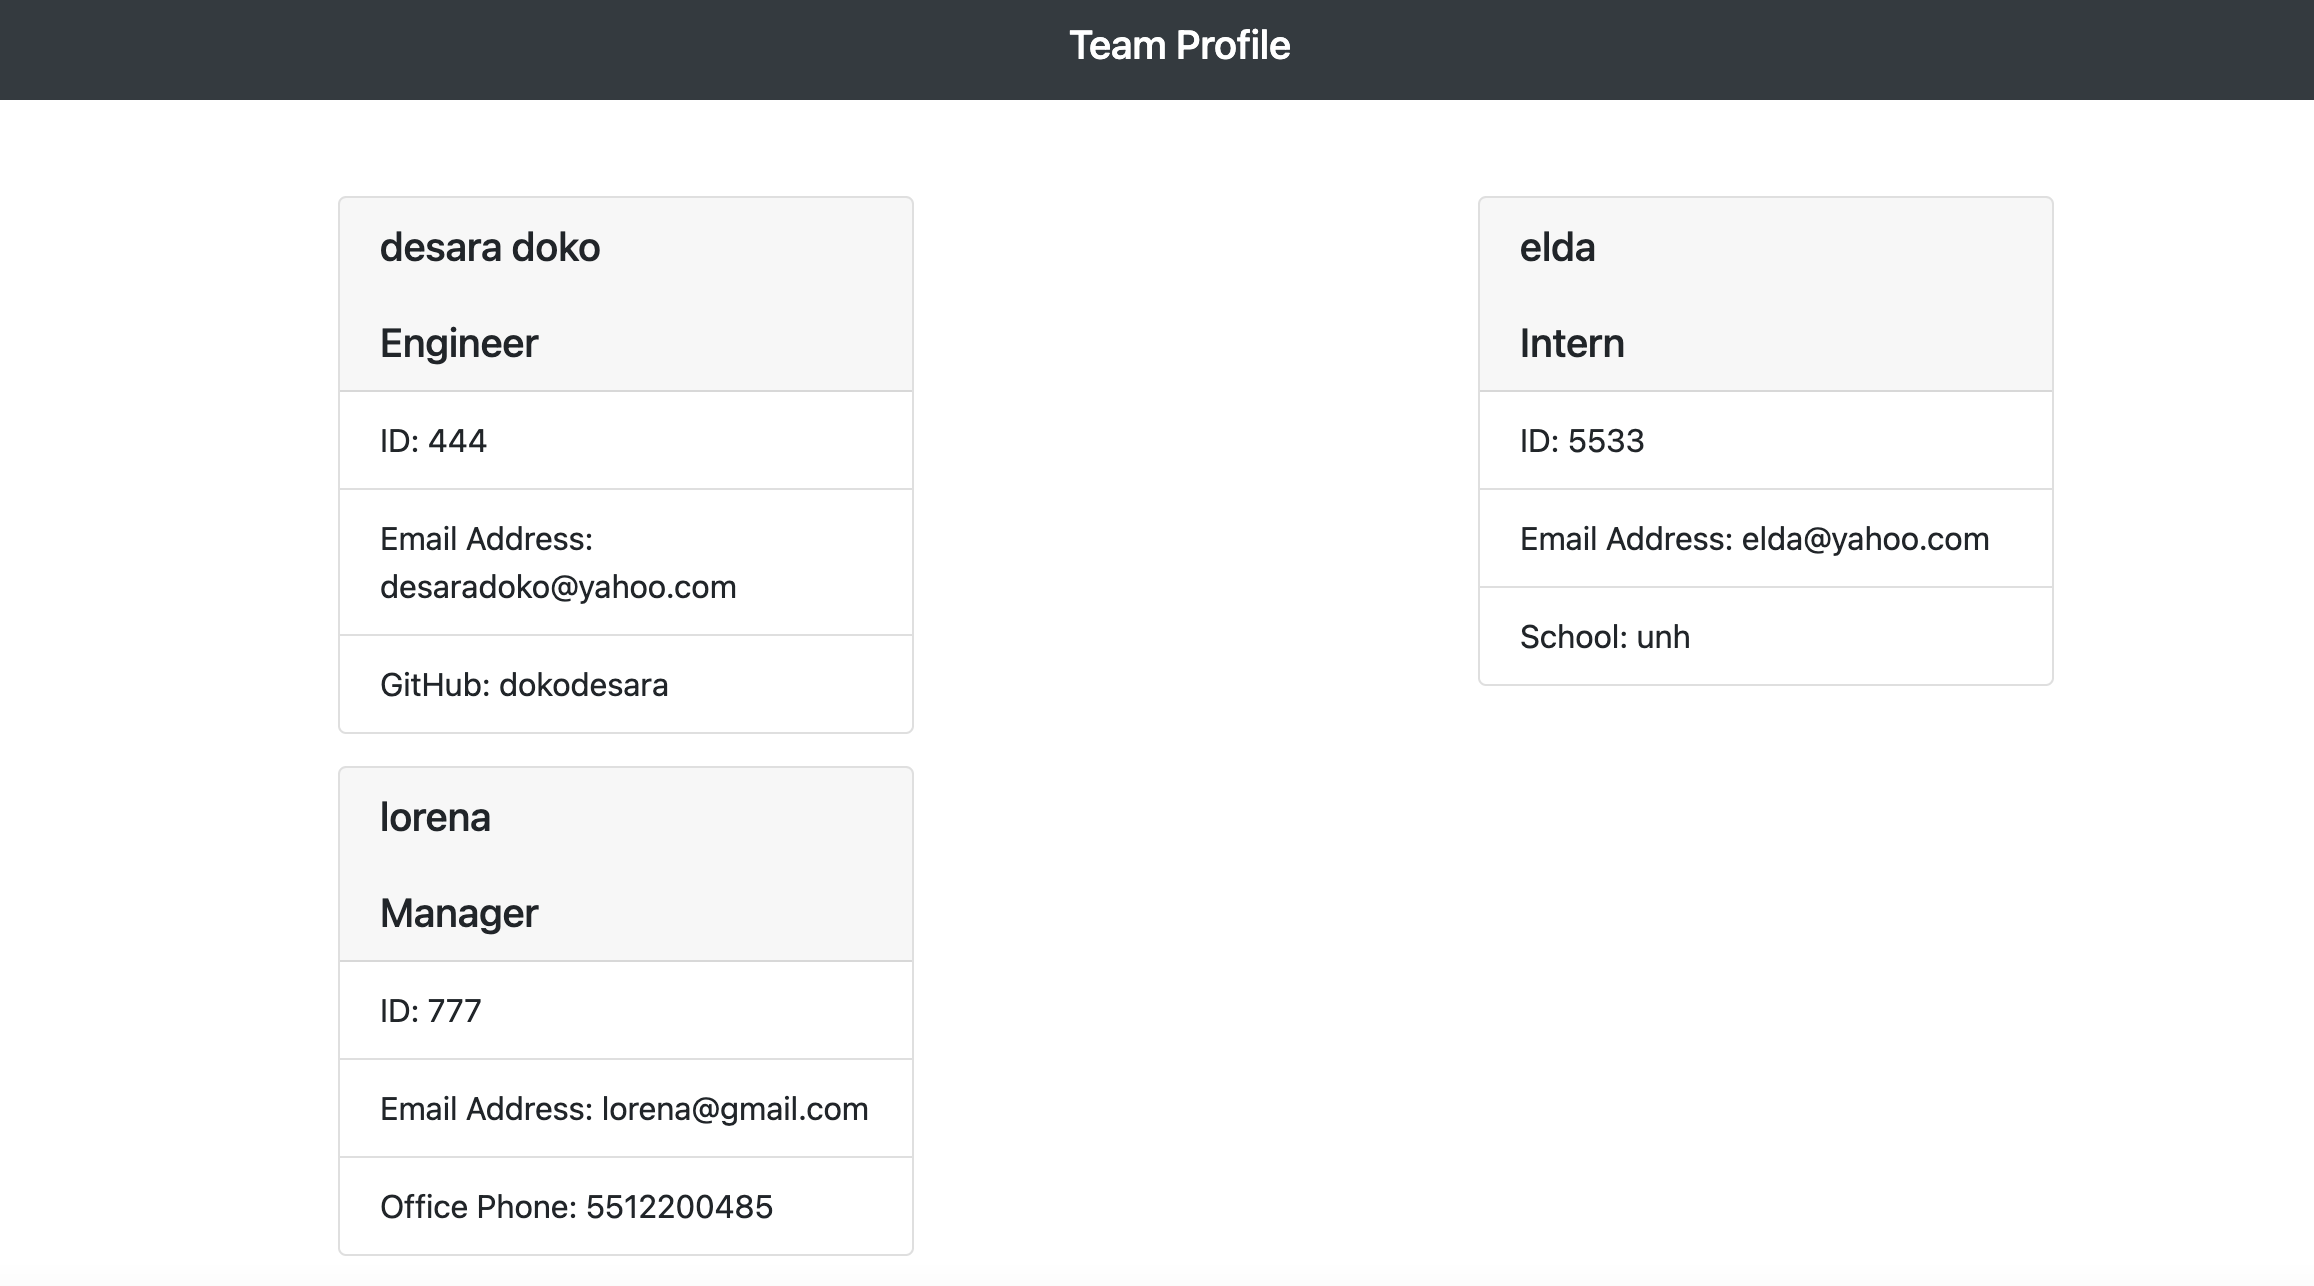 Team Profile
desara doko
Engineer
ID: 444
Email Address:
desaradoko@yahoo.com
GitHub: dokodesara
elda
Intern
ID: 5533
Email Address: elda@yahoo.com
School: unh
lorena
Manager
ID: 777
Email Address: lorena@gmail.com
Office Phone: 5512200485